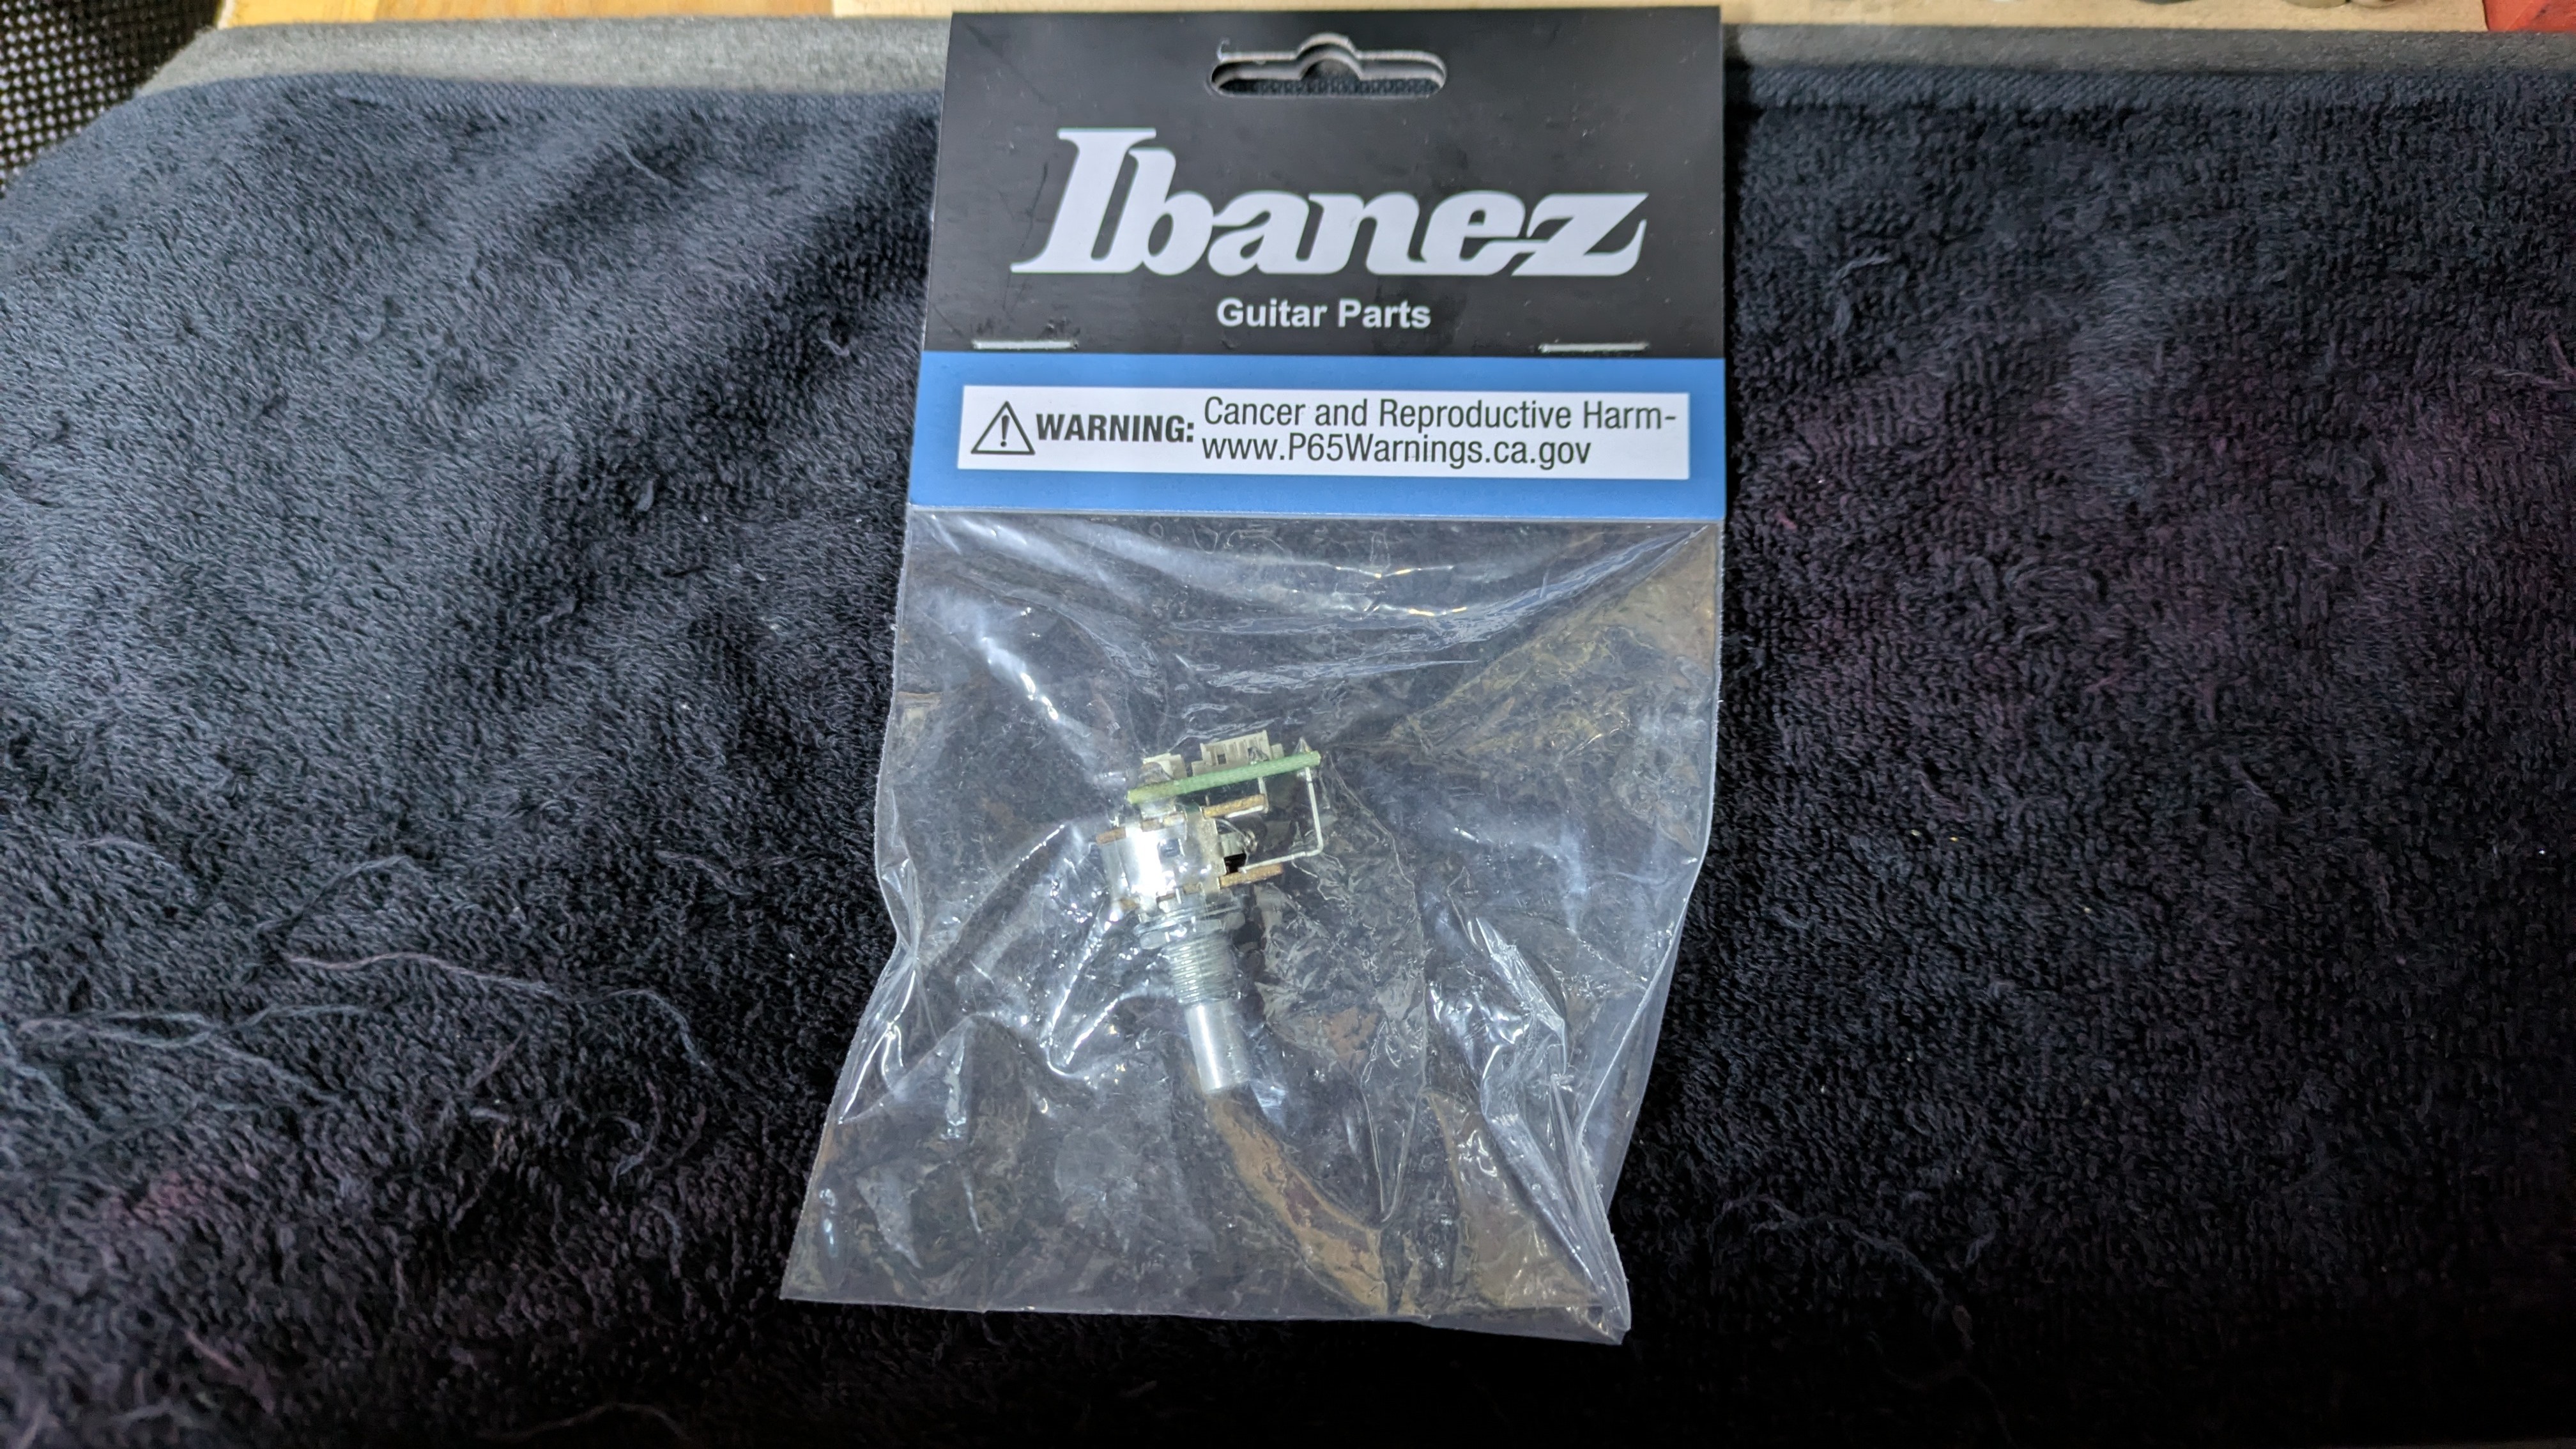 Ibanez
Guitar Parts
WARNING: Cancer and Reproductive Harm-
www.P65Warnings.ca.gov